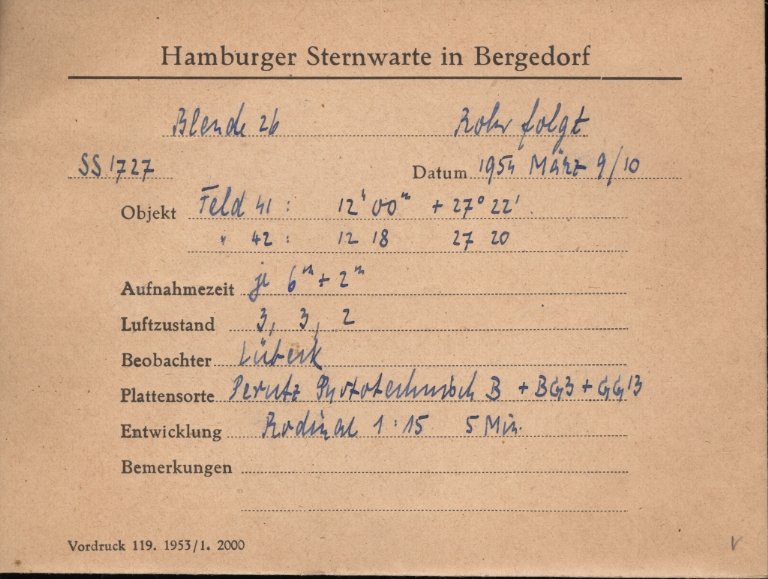 Hamburger Sternwarte in Bergedorf
Blende 26 Rohr folgt
SS 1727 Datum 1954 März 9/10
Objekt Feld 41 : 12ʰ 00ᵐ + 27° 22'
" 42 : 12 18 27 20
Aufnahmezeit je 6ᵐ + 2ᵐ
Luftzustand 3, 3, 2
Beobachter Lübeck
Plattensorte Perutz Phototechnisch B + BG3 + GG13
Entwicklung Rodinal 1:15 5 Min.
Bemerkungen
Vordruck 119. 1953/1. 2000
V